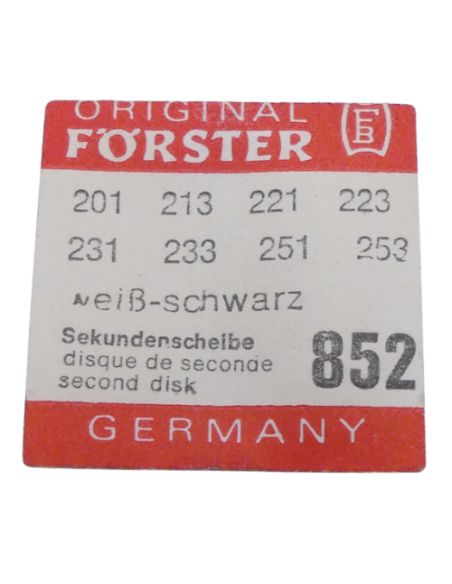 ORIGINAL
FÖRSTER
201 213 221 223
231 233 251 253
weiß-schwarz
Sekundenscheibe
disque de seconde
second disk
852
GERMANY